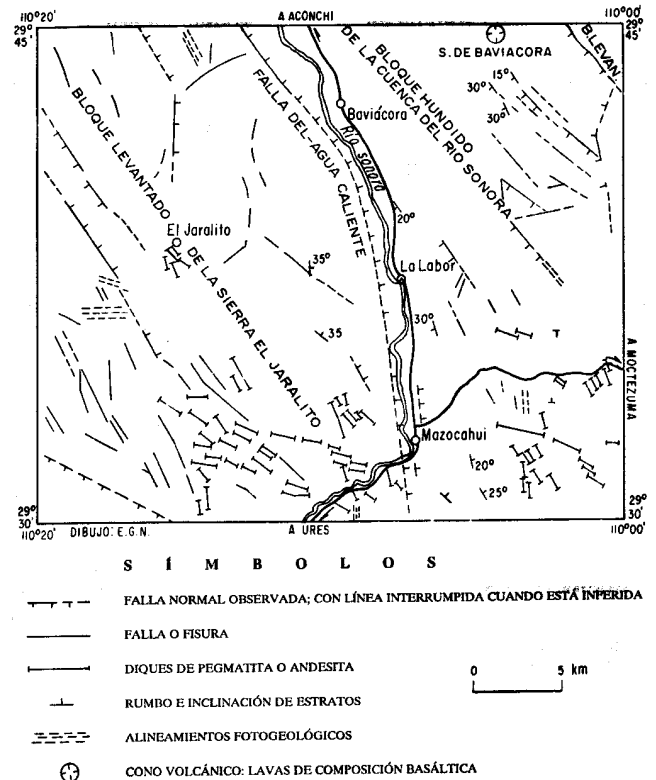 110° 20'
A ACONCHI
110° 00'
29° 45'
29° 45'
S. DE BAVIACORA
B. LEVAN
BLOQUE HUNDIDO
DE LA CUENCA DEL RIO SONORA
15°
30°
30°
Baviácora
Río sonora
FALLA DEL AGUA CALIENTE
BLOQUE LEVANTADO
DE LA SIERRA EL JARALITO
El Jaralito
20°
35°
La Labor
30°
35
A MOCTEZUMA
Mazocahui
20°
25°
29° 30'
29° 30'
110° 20'
DIBUJO: E.G.N.
A URES
110° 00'
SÍMBOLOS
FALLA NORMAL OBSERVADA; CON LÍNEA INTERRUMPIDA CUANDO ESTÁ INFERIDA
FALLA O FISURA
DIQUES DE PEGMATITA O ANDESITA
0 5 km
RUMBO E INCLINACIÓN DE ESTRATOS
ALINEAMIENTOS FOTOGEOLÓGICOS
CONO VOLCÁNICO: LAVAS DE COMPOSICIÓN BASÁLTICA